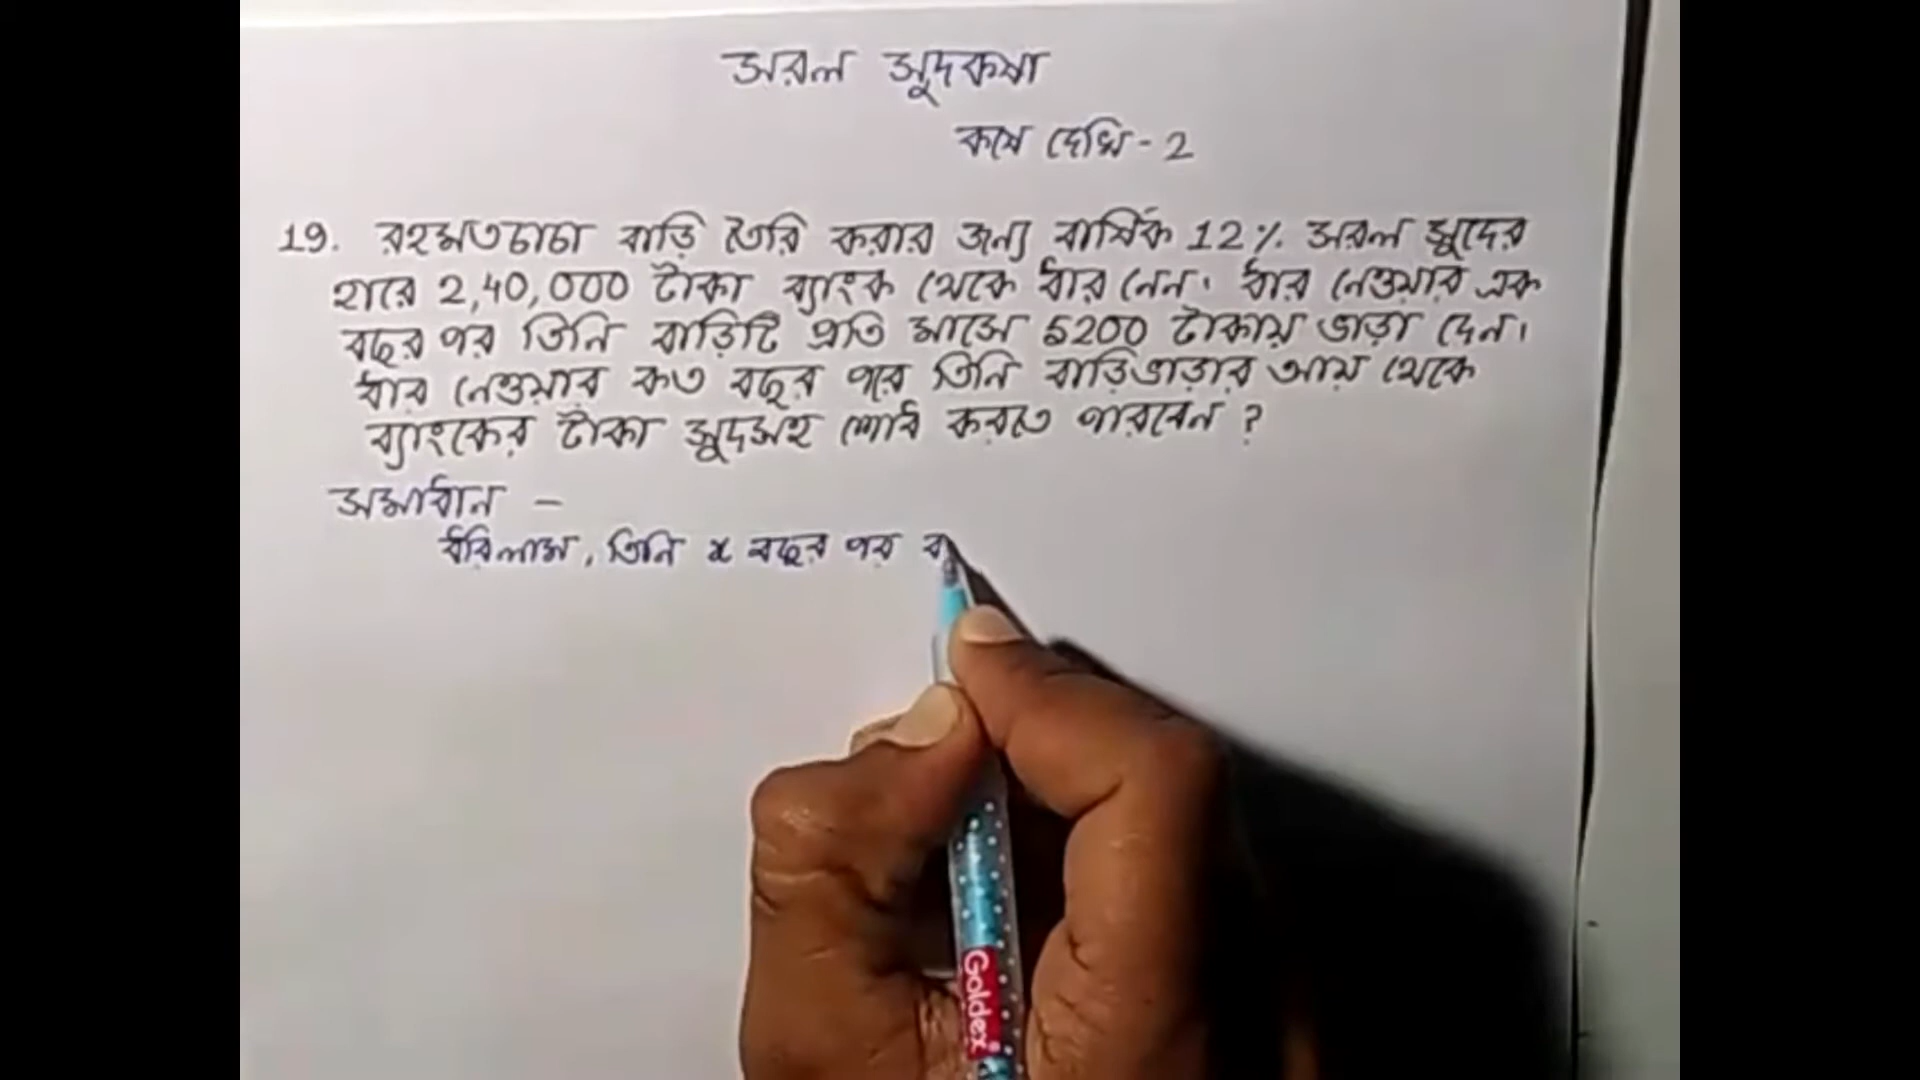 সরল সুদকষা
কষে দেখি - 2
19. রহমতচাচা বাড়ি তৈরি করার জন্য বার্ষিক 12% সরল সুদের
হারে 2,40,000 টাকা ব্যাংক থেকে ধার নেন। ধার নেওয়ার এক
বছর পর তিনি বাড়িটি প্রতি মাসে 5200 টাকায় ভাড়া দেন।
ধার নেওয়ার কত বছর পরে তিনি বাড়িভাড়ার আয় থেকে
ব্যাংকের টাকা সুদসহ শোধ করতে পারবেন ?
সমাধান –
ধরিলাম, তিনি x বছর পর ব
Goldex